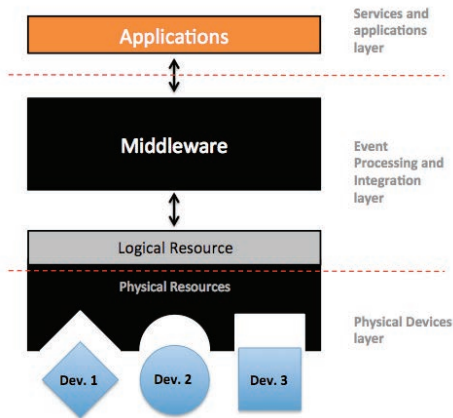 Services and
applications
layer
Applications
Middleware
Event
Processing and
Integration
layer
Logical Resource
Physical Resources
Physical Devices
layer
Dev. 1
Dev. 2
Dev. 3